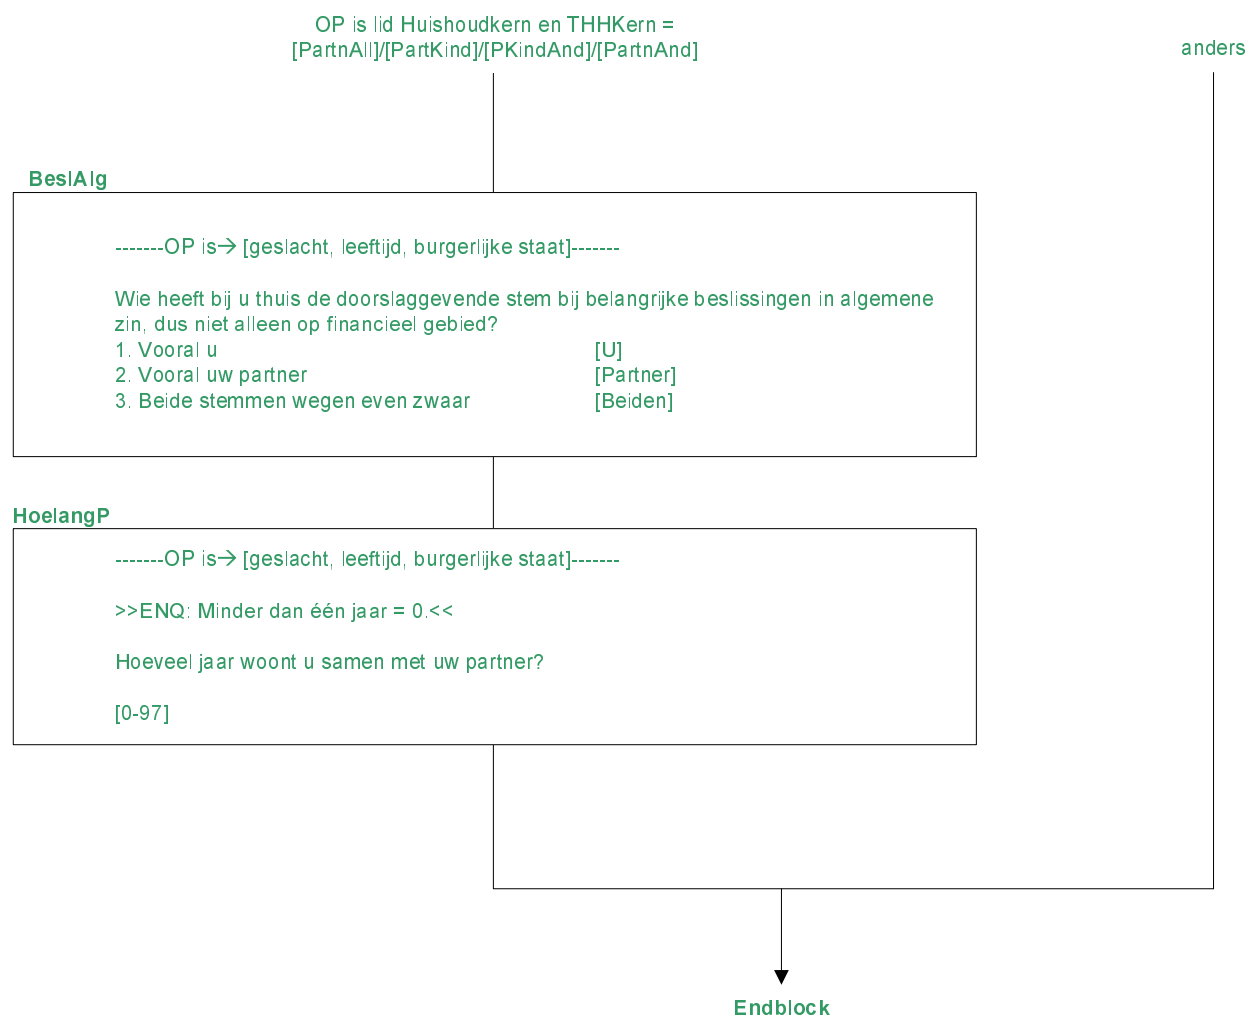 OP is lid Huishoudkern en THHKern =
[PartnAll]/[PartKind]/[PKindAnd]/[PartnAnd]
anders
BeslAlg
-------OP is→ [geslacht, leeftijd, burgerlijke staat]-------
Wie heeft bij u thuis de doorslaggevende stem bij belangrijke beslissingen in algemene
zin, dus niet alleen op financieel gebied?
1. Vooral u [U]
2. Vooral uw partner [Partner]
3. Beide stemmen wegen even zwaar [Beiden]
HoelangP
-------OP is→ [geslacht, leeftijd, burgerlijke staat]-------
>>ENQ: Minder dan één jaar = 0.<<
Hoeveel jaar woont u samen met uw partner?
[0-97]
Endblock